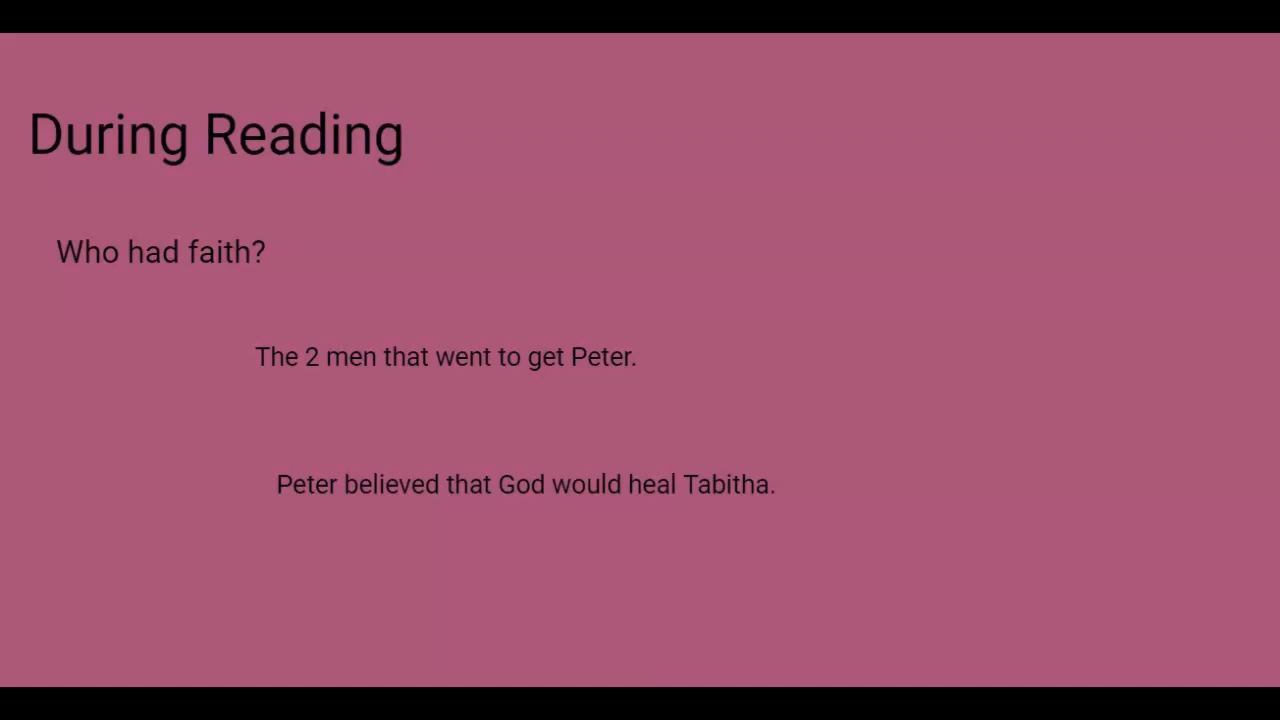 During Reading
Who had faith?
The 2 men that went to get Peter.
Peter believed that God would heal Tabitha.